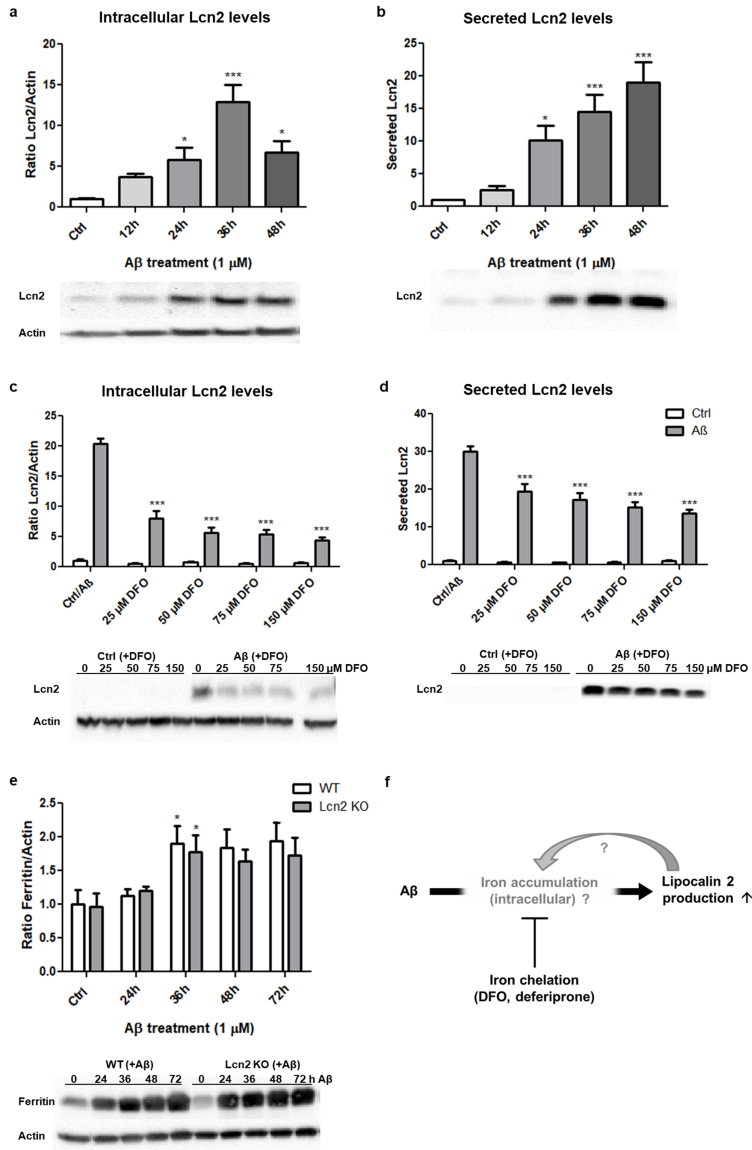 a
Intracellular Lcn2 levels
Ratio Lcn2/Actin
20
15
10
5
0
***
*
*
Ctrl
12h
24h
36h
48h
Aβ treatment (1 µM)
Lcn2
Actin
b
Secreted Lcn2 levels
Secreted Lcn2
25
20
15
10
5
0
*
***
***
Ctrl
12h
24h
36h
48h
Aβ treatment (1 µM)
Lcn2
c
Intracellular Lcn2 levels
Ratio Lcn2/Actin
25
20
15
10
5
0
***
***
***
***
Ctrl/Aß
25 µM DFO
50 µM DFO
75 µM DFO
150 µM DFO
Ctrl (+DFO) Aβ (+DFO)
0 25 50 75 150 0 25 50 75 150 µM DFO
Lcn2
Actin
d
Secreted Lcn2 levels
Ctrl
Aß
Secreted Lcn2
40
30
20
10
0
***
***
***
***
Ctrl/Aß
25 µM DFO
50 µM DFO
75 µM DFO
150 µM DFO
Ctrl (+DFO) Aβ (+DFO)
0 25 50 75 150 0 25 50 75 150 µM DFO
Lcn2
e
WT
Lcn2 KO
Ratio Ferritin/Actin
2.5
2.0
1.5
1.0
0.5
0.0
* *
Ctrl
24h
36h
48h
72h
Aβ treatment (1 µM)
WT (+Aβ) Lcn2 KO (+Aβ)
0 24 36 48 72 0 24 36 48 72 h Aβ
Ferritin
Actin
f
?
Aβ
Iron accumulation
(intracellular) ?
Lipocalin 2
production ↑
Iron chelation
(DFO, deferiprone)